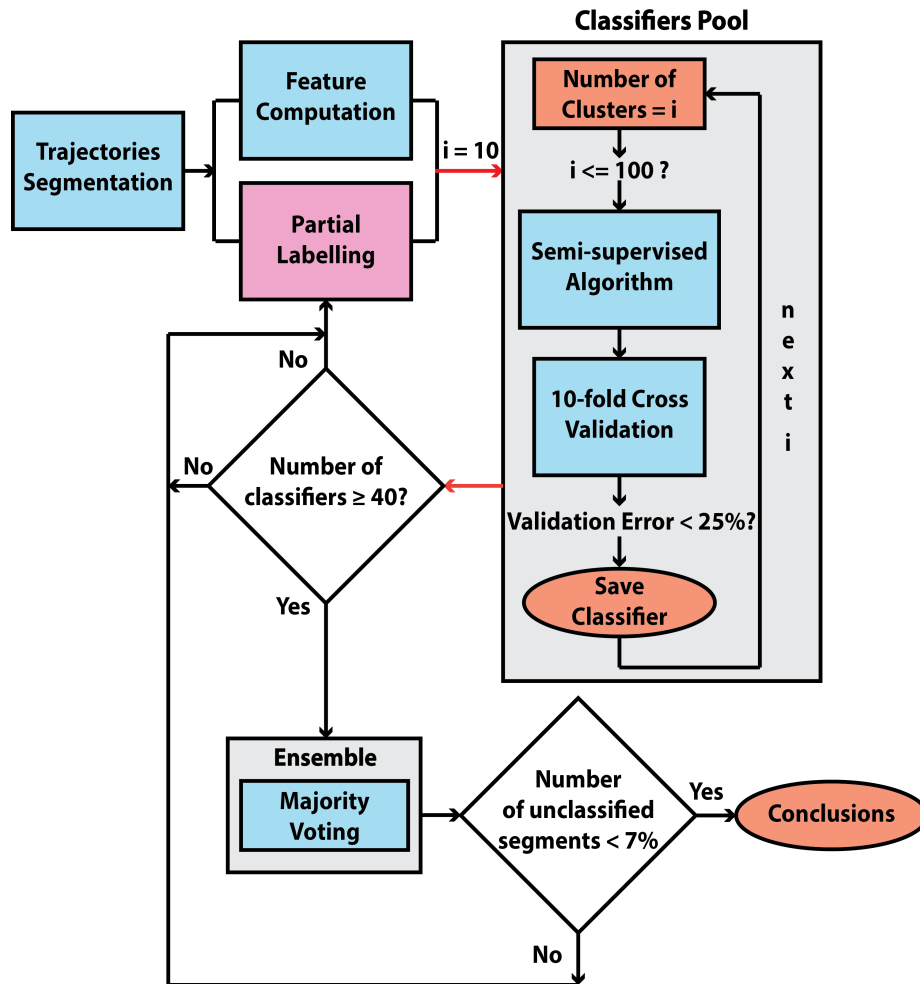 Classifiers Pool
Trajectories
Segmentation
Feature
Computation
Partial
Labelling
i = 10
Number of
Clusters = i
i <= 100 ?
Semi-supervised
Algorithm
10-fold Cross
Validation
Validation Error < 25%?
Save
Classifier
n
e
x
t
i
No
No
Number of
classifiers ≥ 40?
Yes
Ensemble
Majority
Voting
Number
of unclassified
segments < 7%
Yes
Conclusions
No